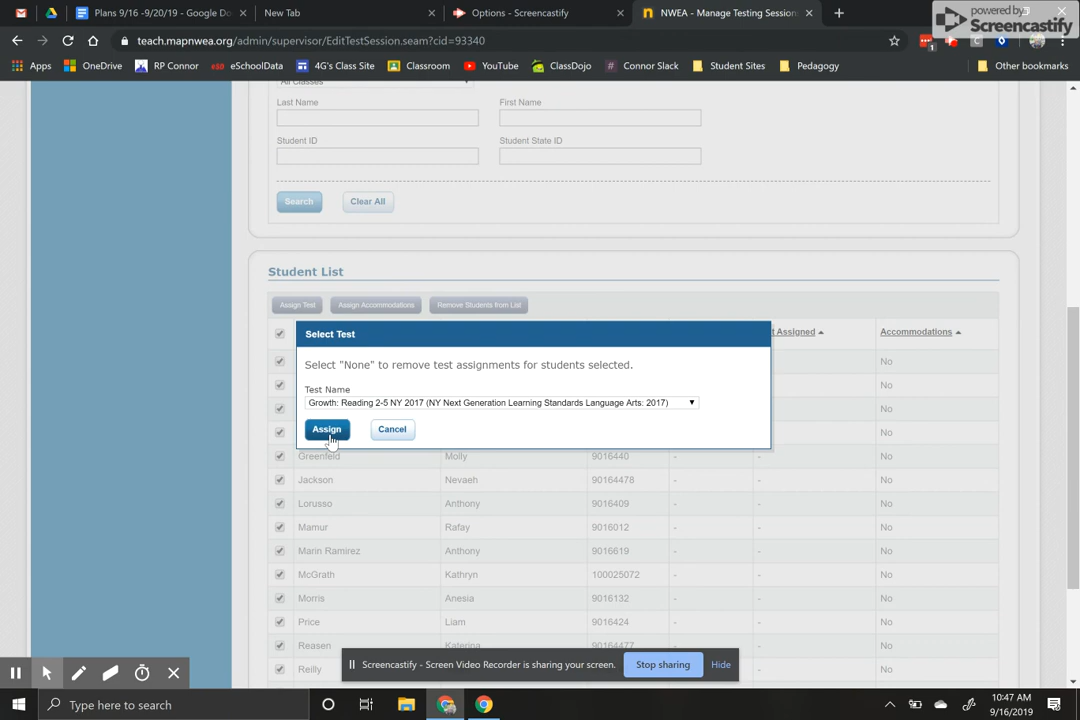 Plans 9/16 -9/20/19 - Google Do
New Tab
Options - Screencastify
NWEA - Manage Testing Session
powered by
Screencastify
teach.mapnwea.org/admin/supervisor/EditTestSession.seam?cid=93340
Apps
OneDrive
RP Connor
eSchoolData
4G's Class Site
Classroom
YouTube
ClassDojo
Connor Slack
Student Sites
Pedagogy
Other bookmarks
All Classes
Last Name
First Name
Student ID
Student State ID
Search
Clear All
Student List
Assign Test
Assign Accommodations
Remove Students from List
Assigned
Accommodations
Select Test
Select "None" to remove test assignments for students selected.
Test Name
Growth: Reading 2-5 NY 2017 (NY Next Generation Learning Standards Language Arts: 2017)
Assign
Cancel
No
No
No
No
Greenfeld Molly 9016440 - - No
Jackson Nevaeh 90164478 - - No
Lorusso Anthony 9016409 - - No
Mamur Rafay 9016012 - - No
Marin Ramirez Anthony 9016619 - - No
McGrath Kathryn 100025072 - - No
Morris Anesia 9016132 - - No
Price Liam 9016424 - - No
Reasen Katerina 90164477 - - No
Reilly No
Screencastify - Screen Video Recorder is sharing your screen.
Stop sharing
Hide
Type here to search
10:47 AM
9/16/2019